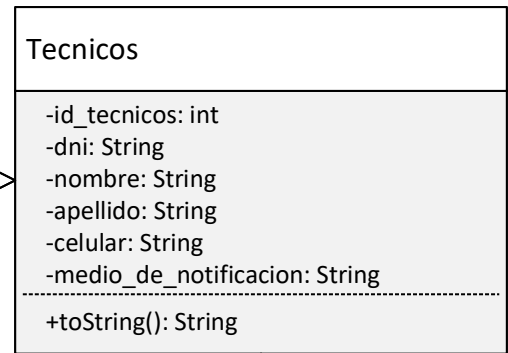 Tecnicos
-id_tecnicos: int
-dni: String
-nombre: String
-apellido: String
-celular: String
-medio_de_notificacion: String
+toString(): String